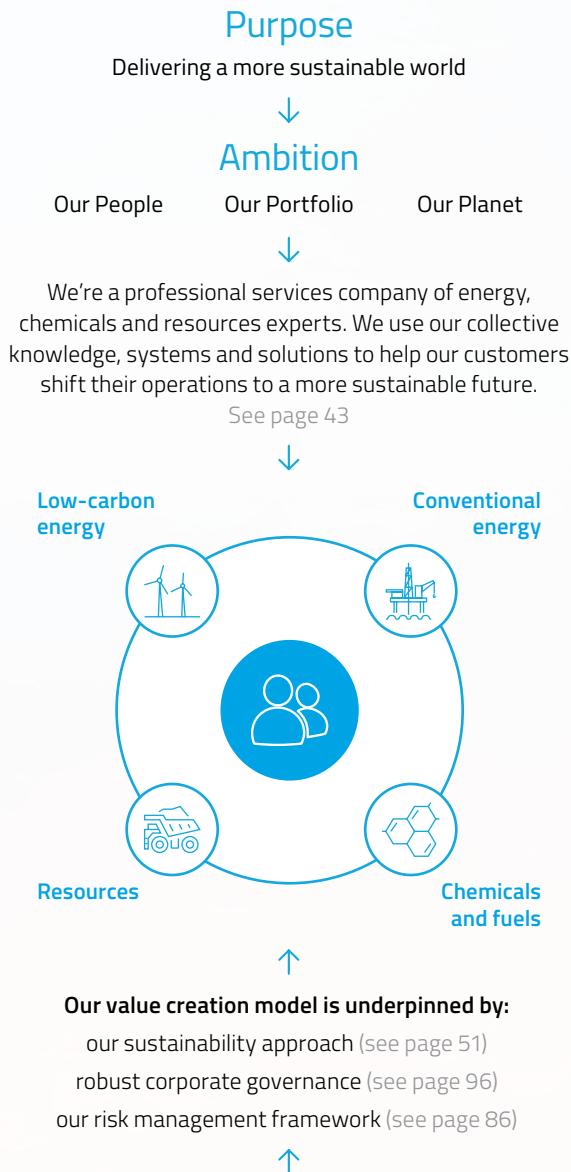 Purpose
Delivering a more sustainable world
Ambition
Our People Our Portfolio Our Planet
We’re a professional services company of energy,
chemicals and resources experts. We use our collective
knowledge, systems and solutions to help our customers
shift their operations to a more sustainable future.
See page 43
Low-carbon
energy
Conventional
energy
Resources
Chemicals
and fuels
Our value creation model is underpinned by:
our sustainability approach (see page 51)
robust corporate governance (see page 96)
our risk management framework (see page 86)